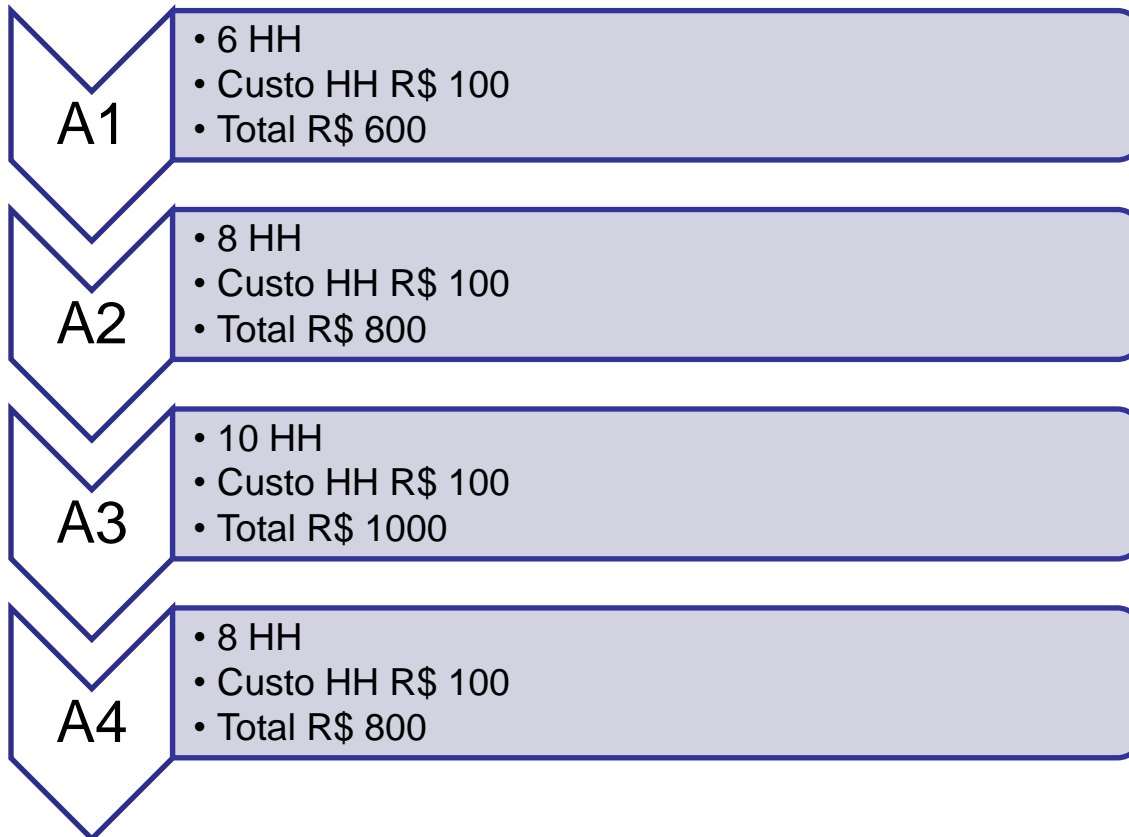 A1
• 6 HH
• Custo HH R$ 100
• Total R$ 600
A2
• 8 HH
• Custo HH R$ 100
• Total R$ 800
A3
• 10 HH
• Custo HH R$ 100
• Total R$ 1000
A4
• 8 HH
• Custo HH R$ 100
• Total R$ 800